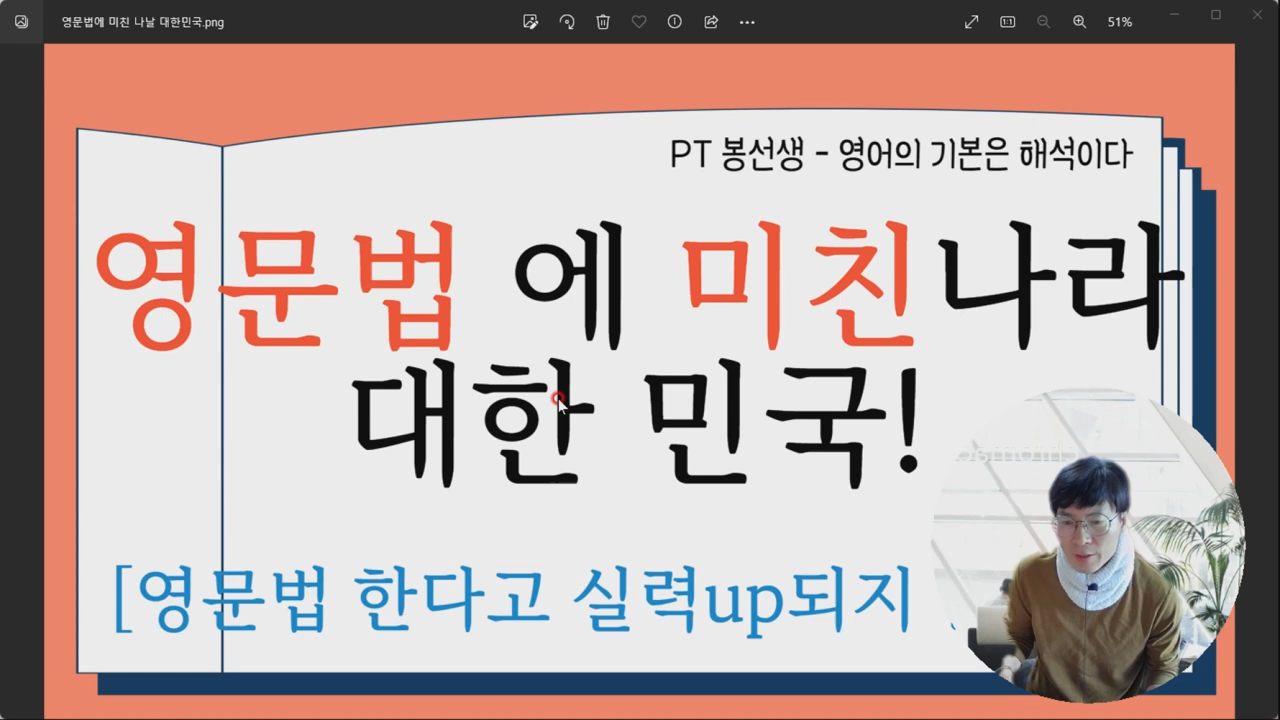 영문법에 미친 나날 대한민국.png
51%
PT 봉선생 - 영어의 기본은 해석이다
영문법 에 미친나라
대한 민국!
[영문법 한다고 실력up되지